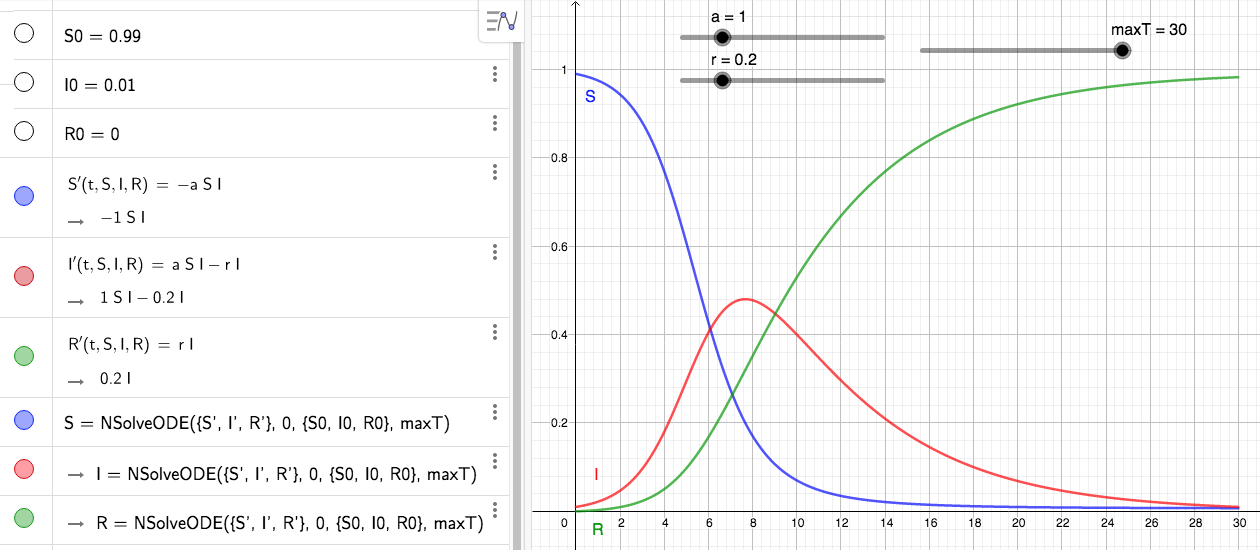 S0 = 0.99
I0 = 0.01
R0 = 0
S′(t, S, I, R) = −a S I
→ −1 S I
I′(t, S, I, R) = a S I − r I
→ 1 S I − 0.2 I
R′(t, S, I, R) = r I
→ 0.2 I
S = NSolveODE({S', I', R'}, 0, {S0, I0, R0}, maxT)
→ I = NSolveODE({S', I', R'}, 0, {S0, I0, R0}, maxT)
→ R = NSolveODE({S', I', R'}, 0, {S0, I0, R0}, maxT)
a = 1
maxT = 30
r = 0.2
1
S
0.8
0.6
0.4
0.2
I
0 2 4 6 8 10 12 14 16 18 20 22 24 26 28 30
R